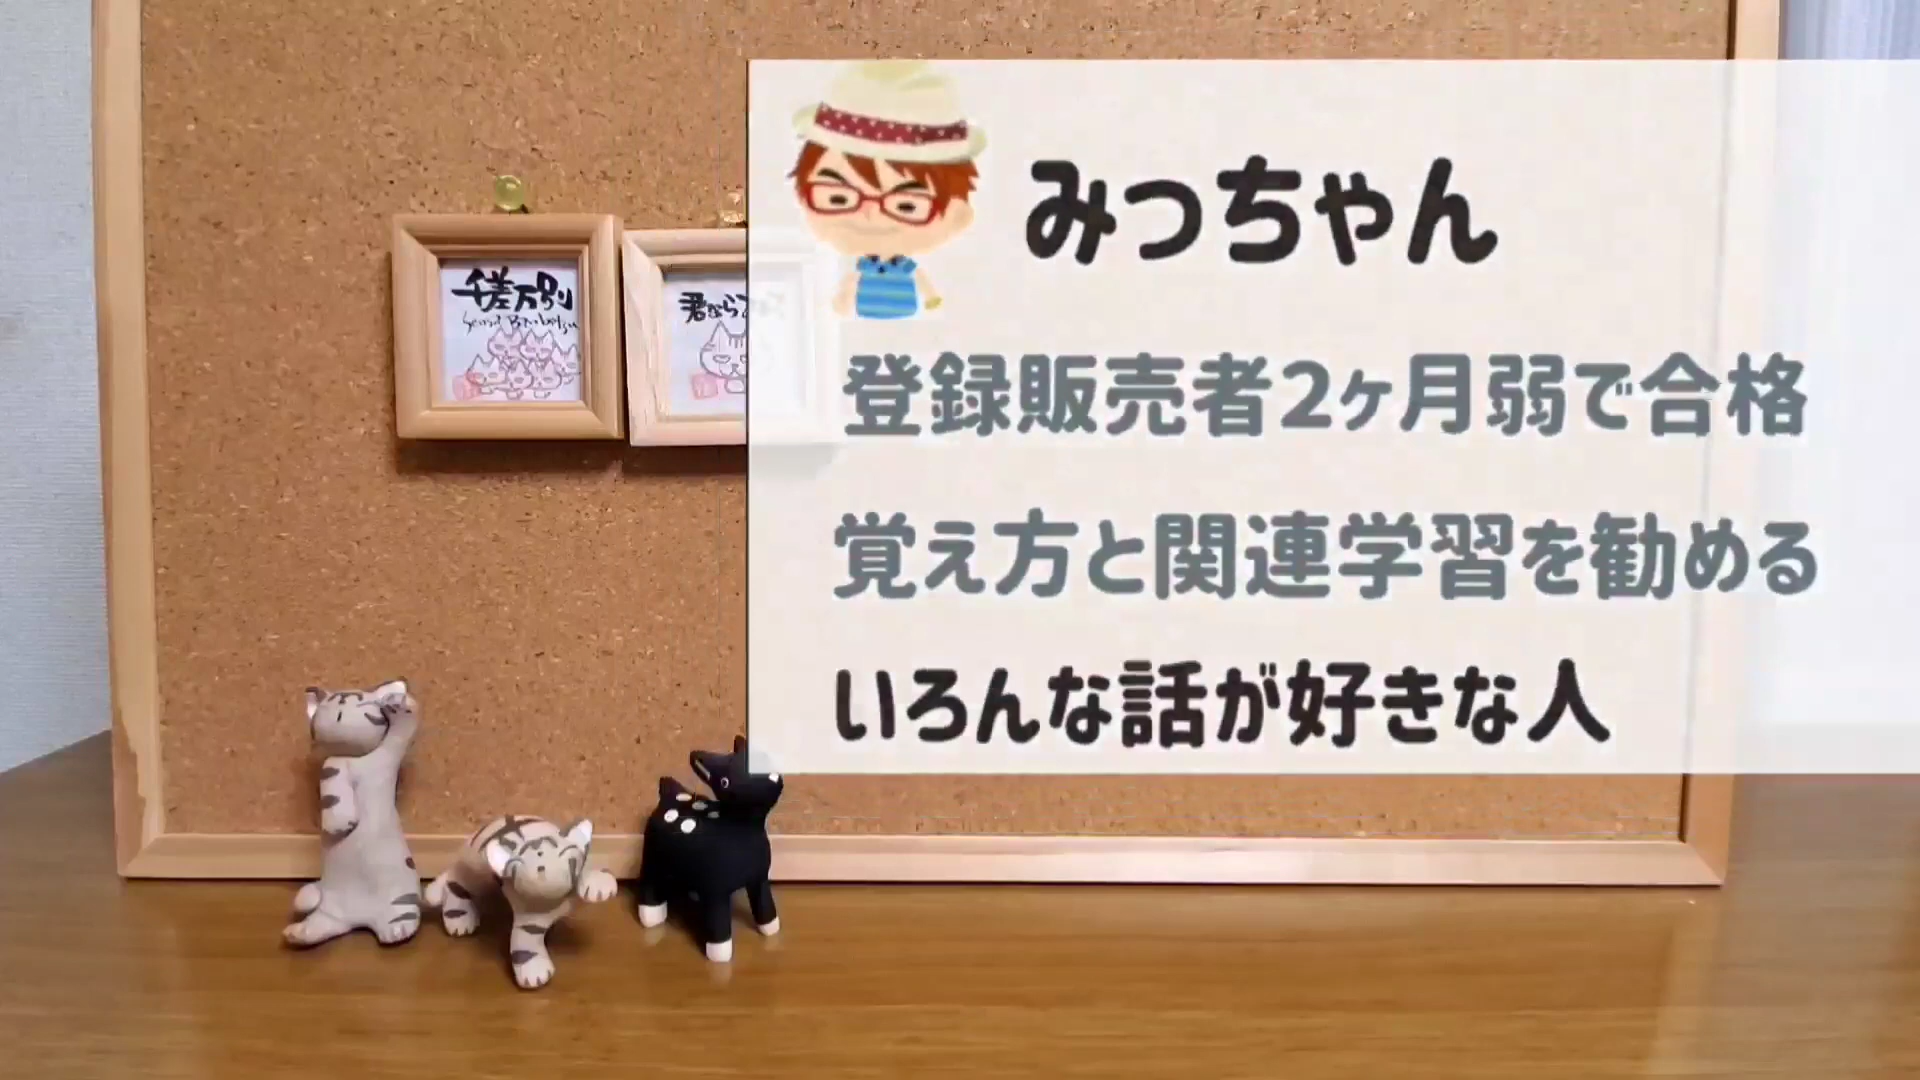 千差万別
Sensa Banbetsu
君なら
みっちゃん
登録販売者2ヶ月弱で合格
覚え方と関連学習を勧める
いろんな話が好きな人